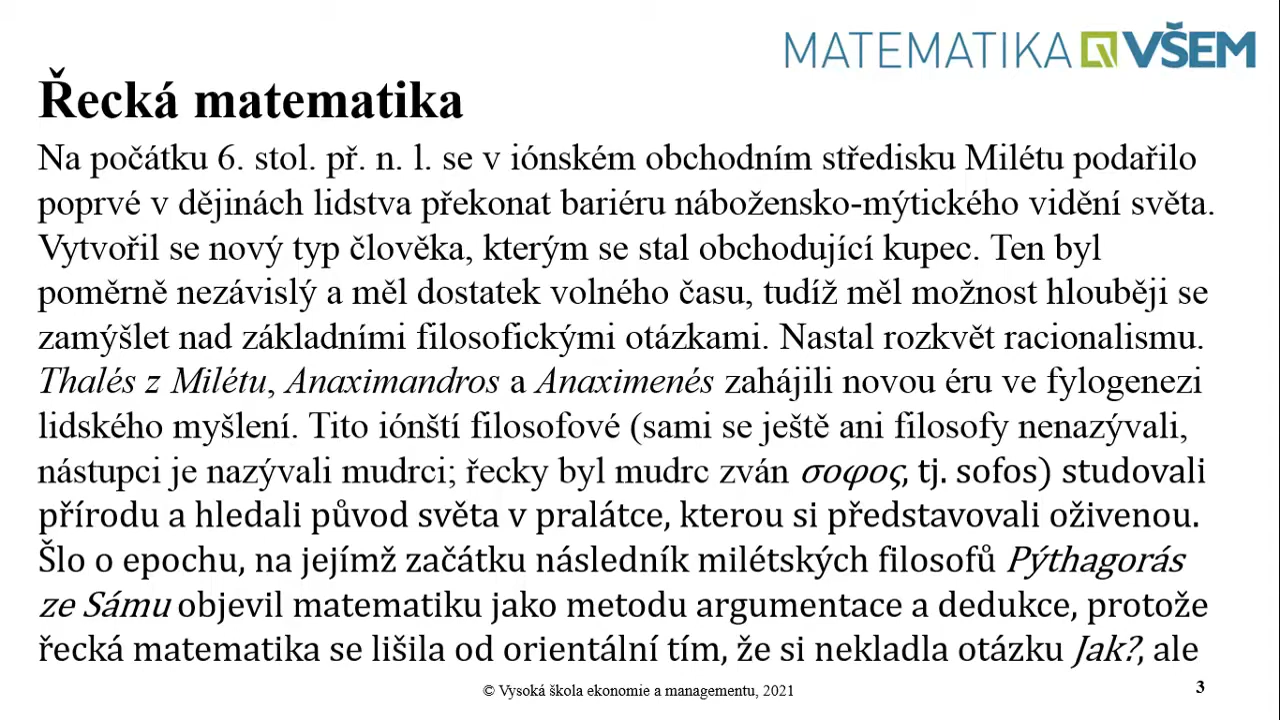 MATEMATIKA VŠEM
Řecká matematika
Na počátku 6. stol. př. n. l. se v iónském obchodním středisku Milétu podařilo
poprvé v dějinách lidstva překonat bariéru nábožensko-mýtického vidění světa.
Vytvořil se nový typ člověka, kterým se stal obchodující kupec. Ten byl
poměrně nezávislý a měl dostatek volného času, tudíž měl možnost hlouběji se
zamýšlet nad základními filosofickými otázkami. Nastal rozkvět racionalismu.
Thalés z Milétu, Anaximandros a Anaximenés zahájili novou éru ve fylogenezi
lidského myšlení. Tito iónští filosofové (sami se ještě ani filosofy nenazývali,
nástupci je nazývali mudrci; řecky byl mudrc zván σοφος, tj. sofos) studovali
přírodu a hledali původ světa v pralátce, kterou si představovali oživenou.
Šlo o epochu, na jejímž začátku následník milétských filosofů Pýthagorás
ze Sámu objevil matematiku jako metodu argumentace a dedukce, protože
řecká matematika se lišila od orientální tím, že si nekladla otázku Jak?, ale
© Vysoká škola ekonomie a managementu, 2021
3